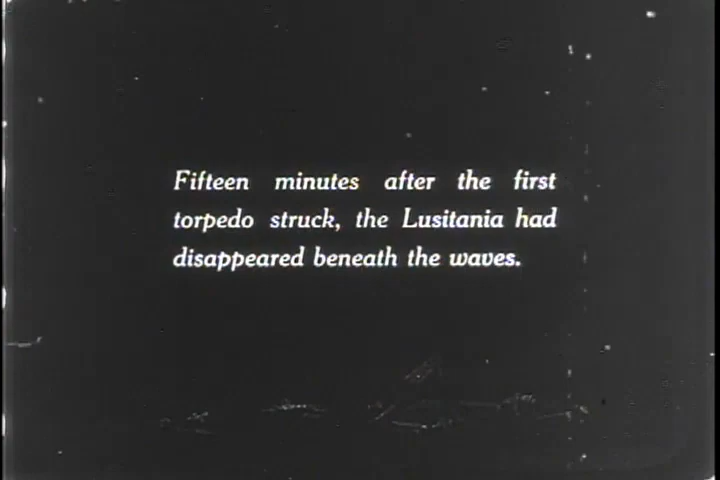 Fifteen minutes after the first
torpedo struck, the Lusitania had
disappeared beneath the waves.